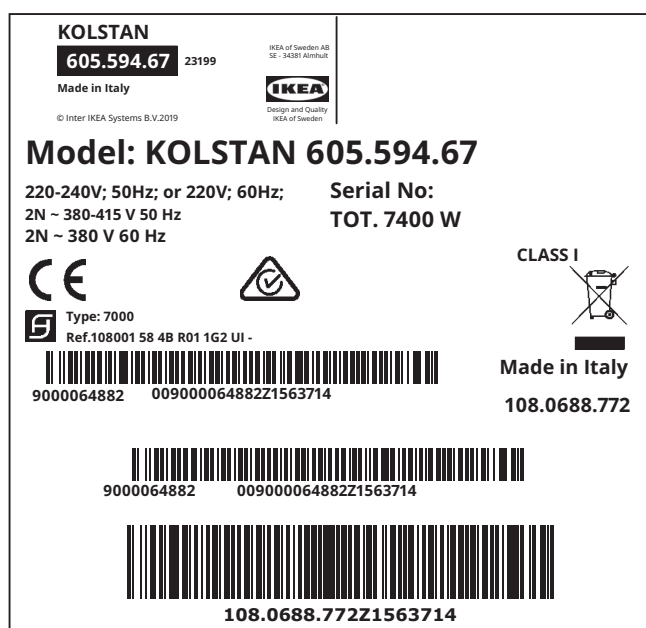 KOLSTAN
605.594.67 23199
Made in Italy
© Inter IKEA Systems B.V.2019
IKEA of Sweden AB
SE - 34381 Älmhult
IKEA
Design and Quality
IKEA of Sweden
Model: KOLSTAN 605.594.67
220-240V; 50Hz; or 220V; 60Hz;
2N ~ 380-415 V 50 Hz
2N ~ 380 V 60 Hz
Serial No:
TOT. 7400 W
CLASS I
CE
Type: 7000
Ref.108001 58 4B R01 1G2 UI -
9000064882 009000064882Z1563714
Made in Italy
108.0688.772
9000064882 009000064882Z1563714
108.0688.772Z1563714